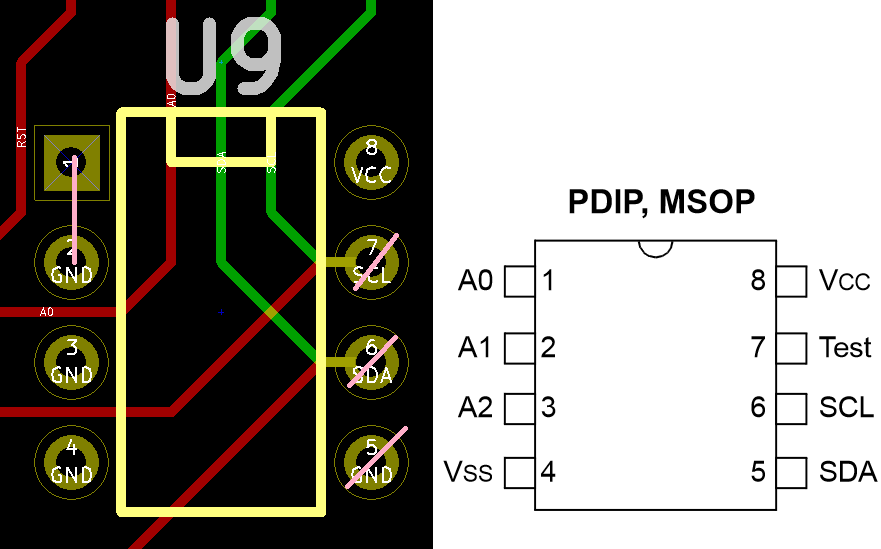 U9
A0
RST
SDA
SCL
1
2
GND
3
GND
4
GND
8
VCC
7
SCL
6
SDA
5
GND
A0
PDIP, MSOP
A0 1 8 VCC
A1 2 7 Test
A2 3 6 SCL
VSS 4 5 SDA